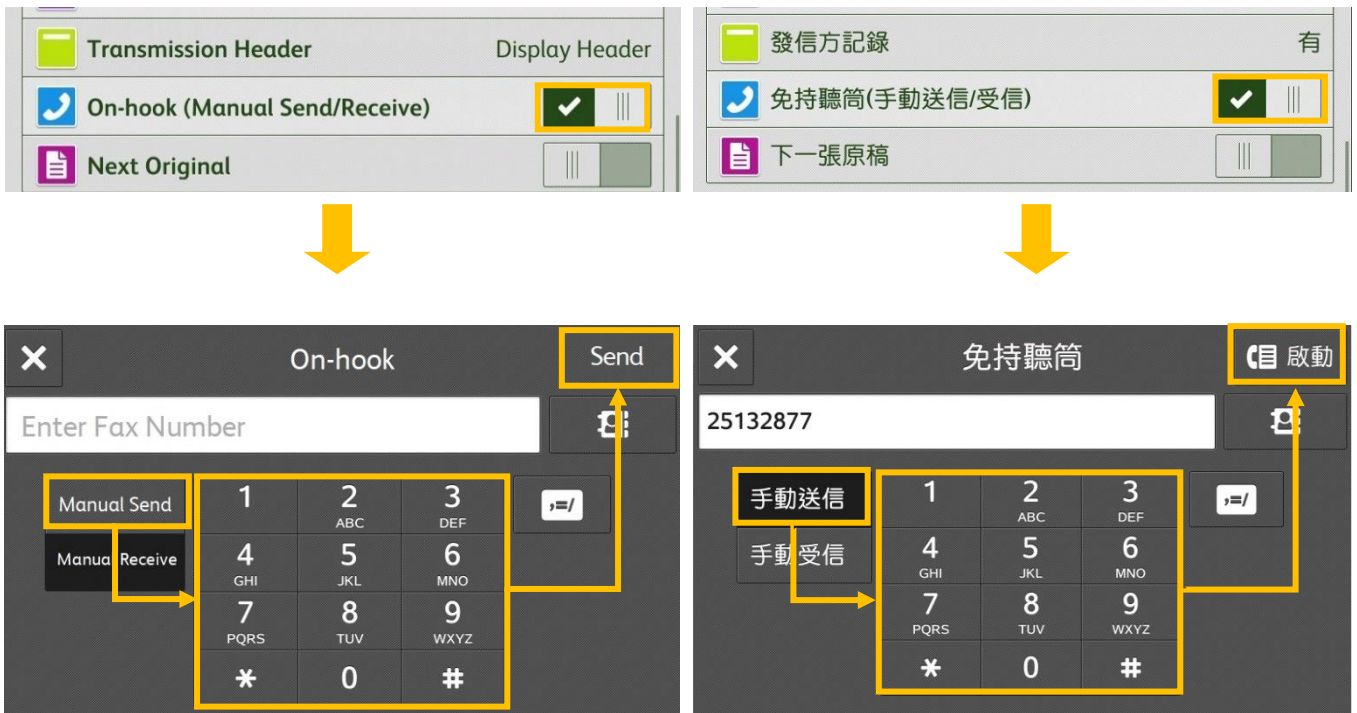 Transmission Header Display Header
On-hook (Manual Send/Receive)
Next Original
發信方記錄 有
免持聽筒(手動送信/受信)
下一張原稿
On-hook Send
Enter Fax Number
Manual Send
Manual Receive
1 2 3
ABC DEF
,=/
4 5 6
GHI JKL MNO
7 8 9
PQRS TUV WXYZ
* 0 #
免持聽筒 啟動
25132877
手動送信
手動受信
1 2 3
ABC DEF
,=/
4 5 6
GHI JKL MNO
7 8 9
PQRS TUV WXYZ
* 0 #